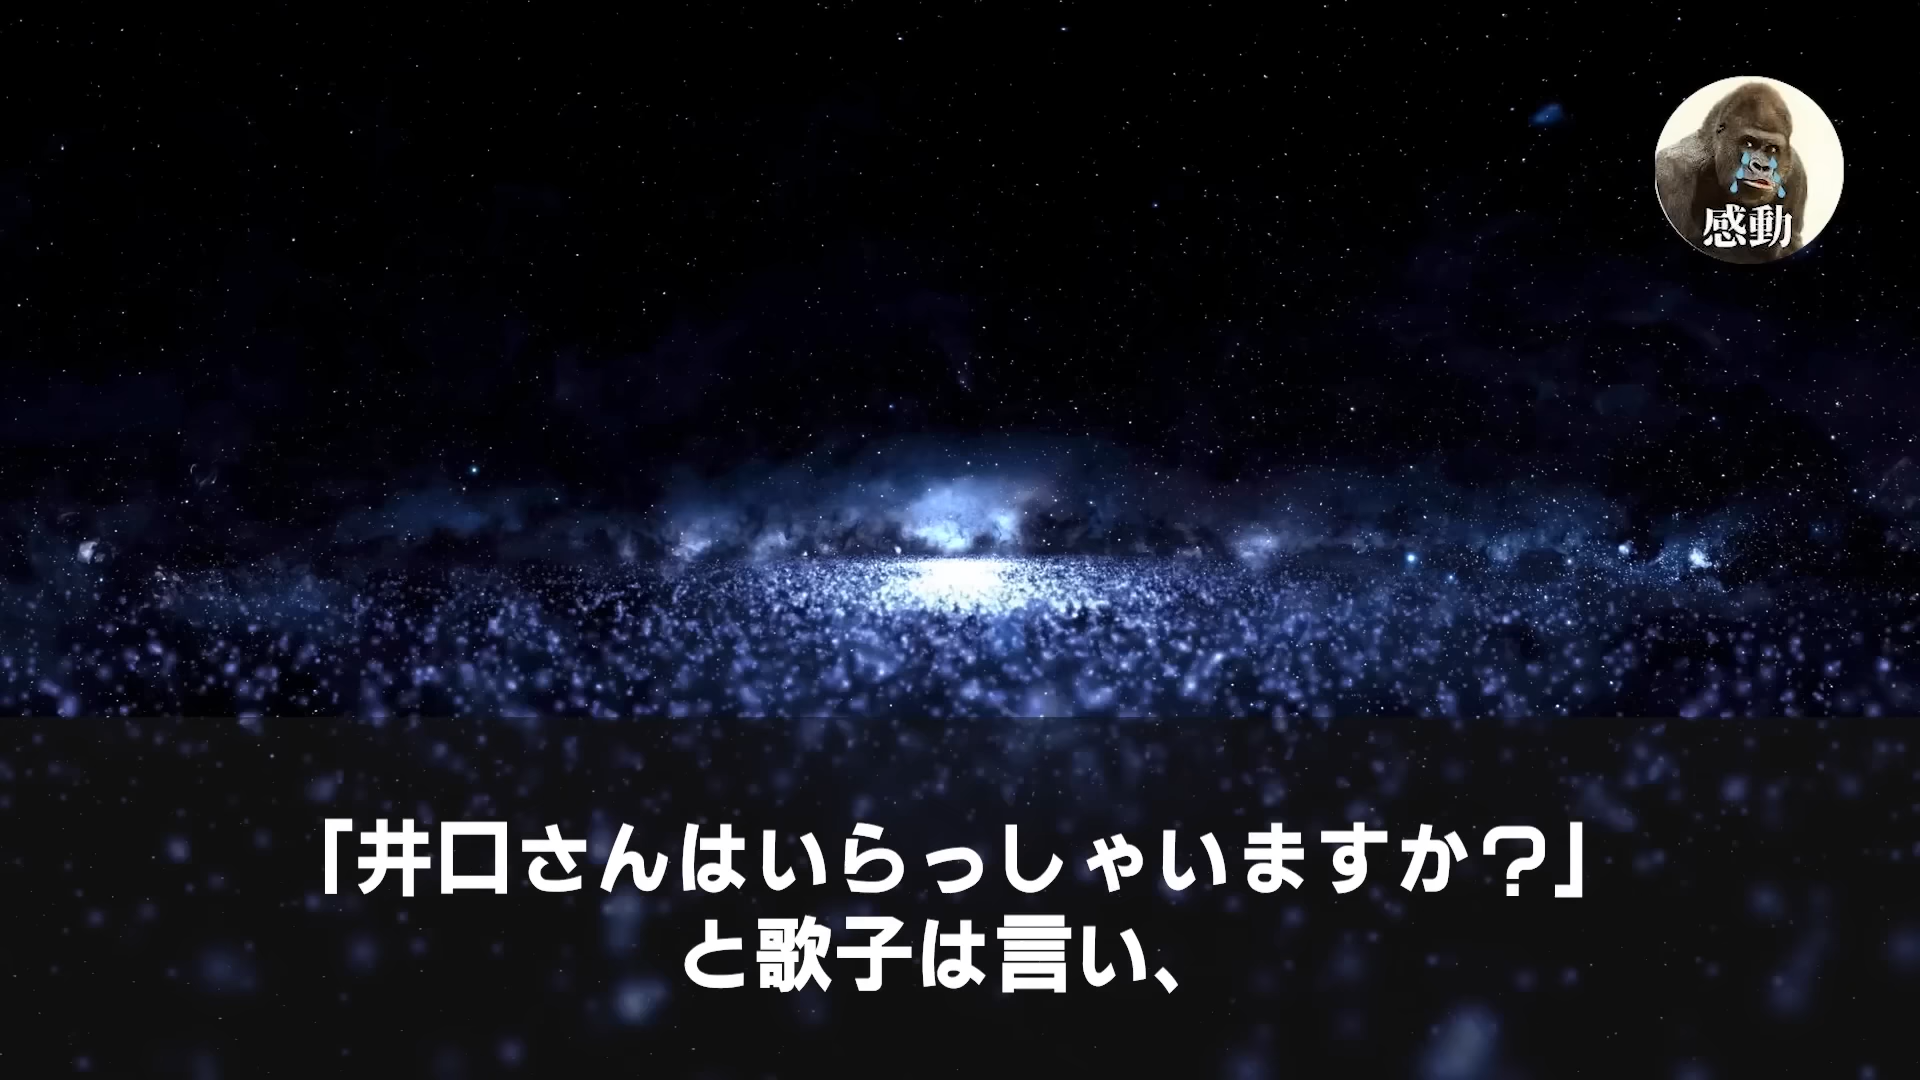 感動
「井口さんはいらっしゃいますか？」
と歌子は言い、